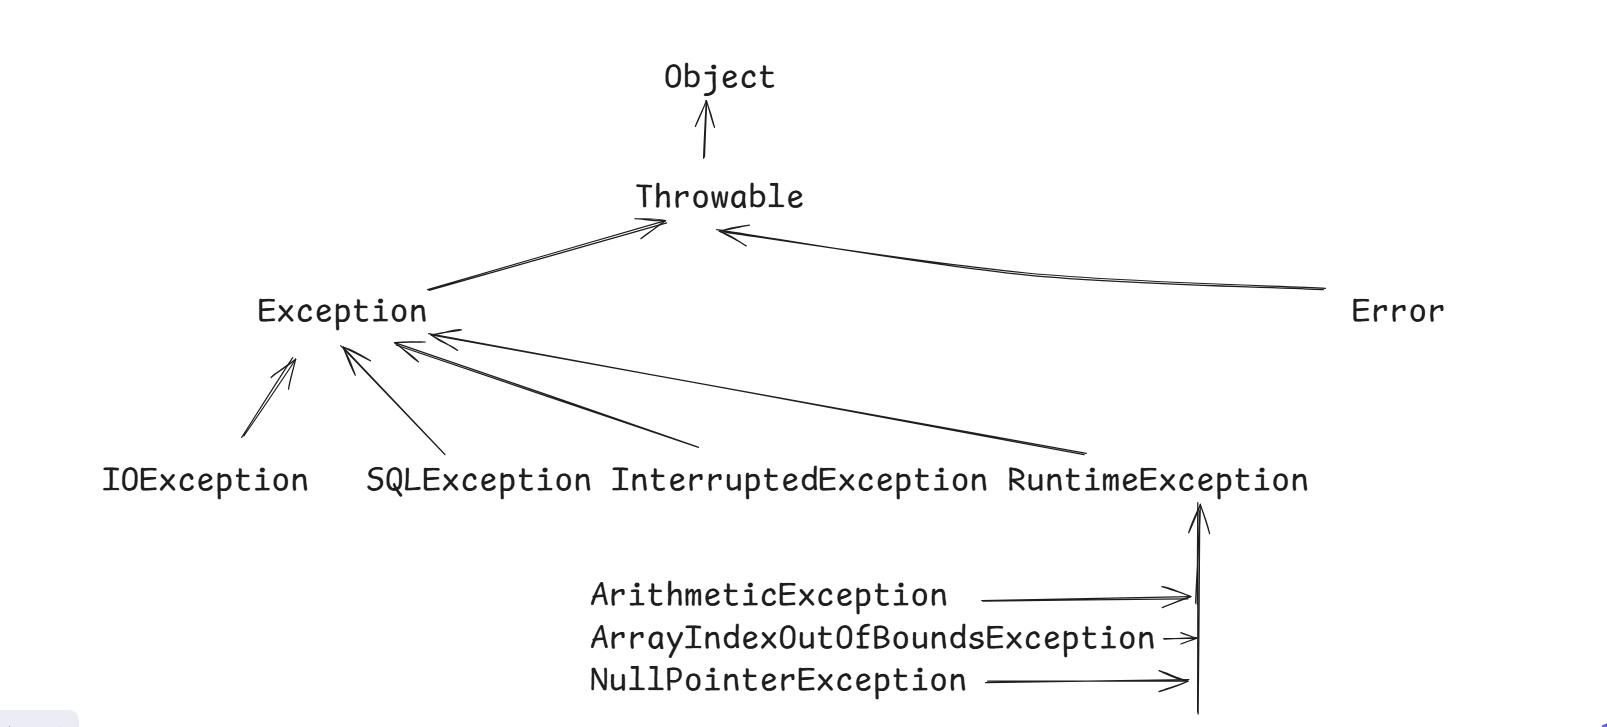 Object
Throwable
Exception
Error
IOException
SQLException
InterruptedException
RuntimeException
ArithmeticException
ArrayIndexOutOfBoundsException
NullPointerException